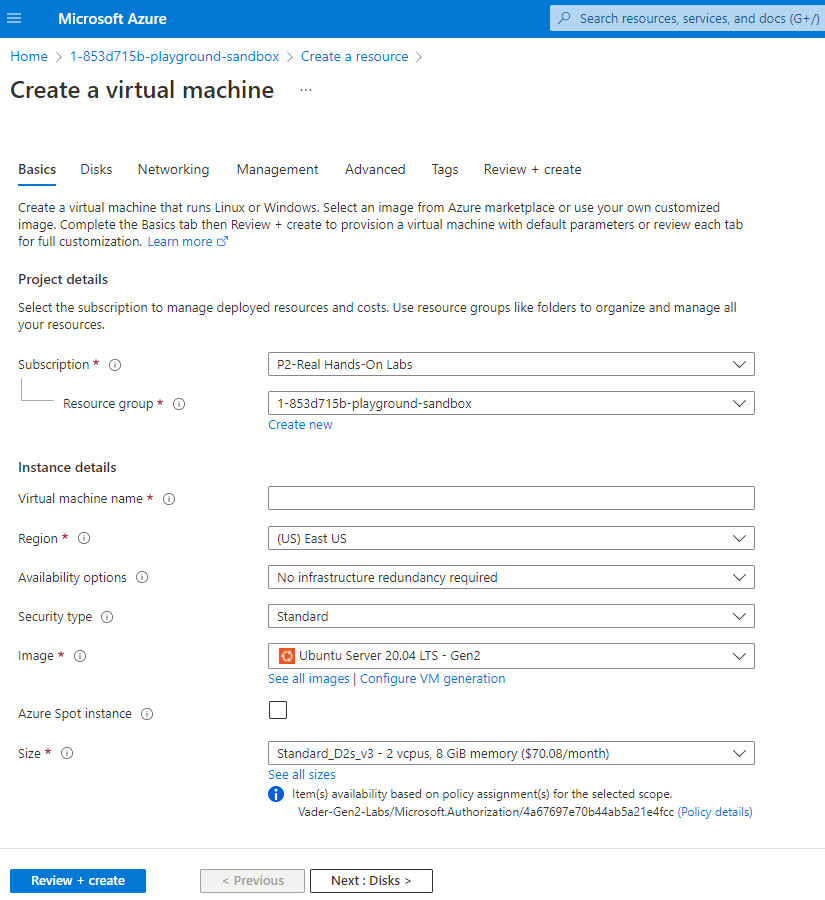 Microsoft Azure
Search resources, services, and docs (G+/)
Home > 1-853d715b-playground-sandbox > Create a resource >
Create a virtual machine ...
Basics Disks Networking Management Advanced Tags Review + create
Create a virtual machine that runs Linux or Windows. Select an image from Azure marketplace or use your own customized
image. Complete the Basics tab then Review + create to provision a virtual machine with default parameters or review each tab
for full customization. Learn more
Project details
Select the subscription to manage deployed resources and costs. Use resource groups like folders to organize and manage all
your resources.
Subscription *
P2-Real Hands-On Labs
Resource group *
1-853d715b-playground-sandbox
Create new
Instance details
Virtual machine name *
Region *
(US) East US
Availability options
No infrastructure redundancy required
Security type
Standard
Image *
Ubuntu Server 20.04 LTS - Gen2
See all images | Configure VM generation
Azure Spot instance
Size *
Standard_D2s_v3 - 2 vcpus, 8 GiB memory ($70.08/month)
See all sizes
Item(s) availability based on policy assignment(s) for the selected scope.
Vader-Gen2-Labs/Microsoft.Authorization/4a67697e70b44ab5a21e4fcc (Policy details)
Review + create
< Previous
Next : Disks >